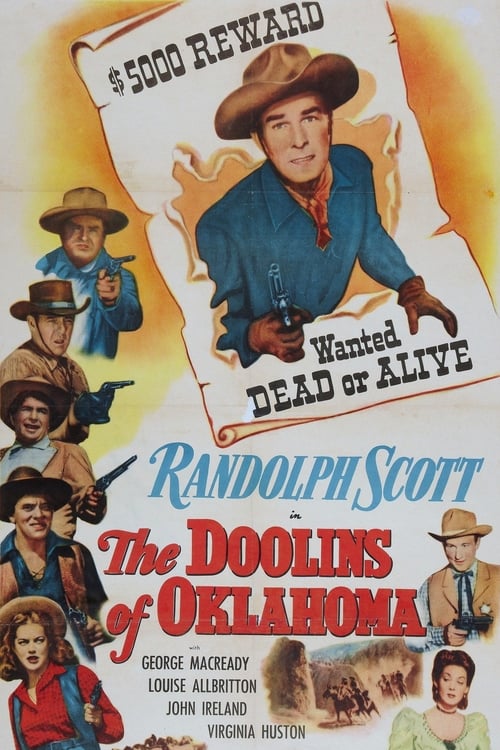 $5000 REWARD
Wanted
DEAD or ALIVE
RANDOLPH SCOTT
in
The DOOLINS
of OKLAHOMA
with
GEORGE MACREADY
LOUISE ALLBRITTON
JOHN IRELAND
VIRGINIA HUSTON